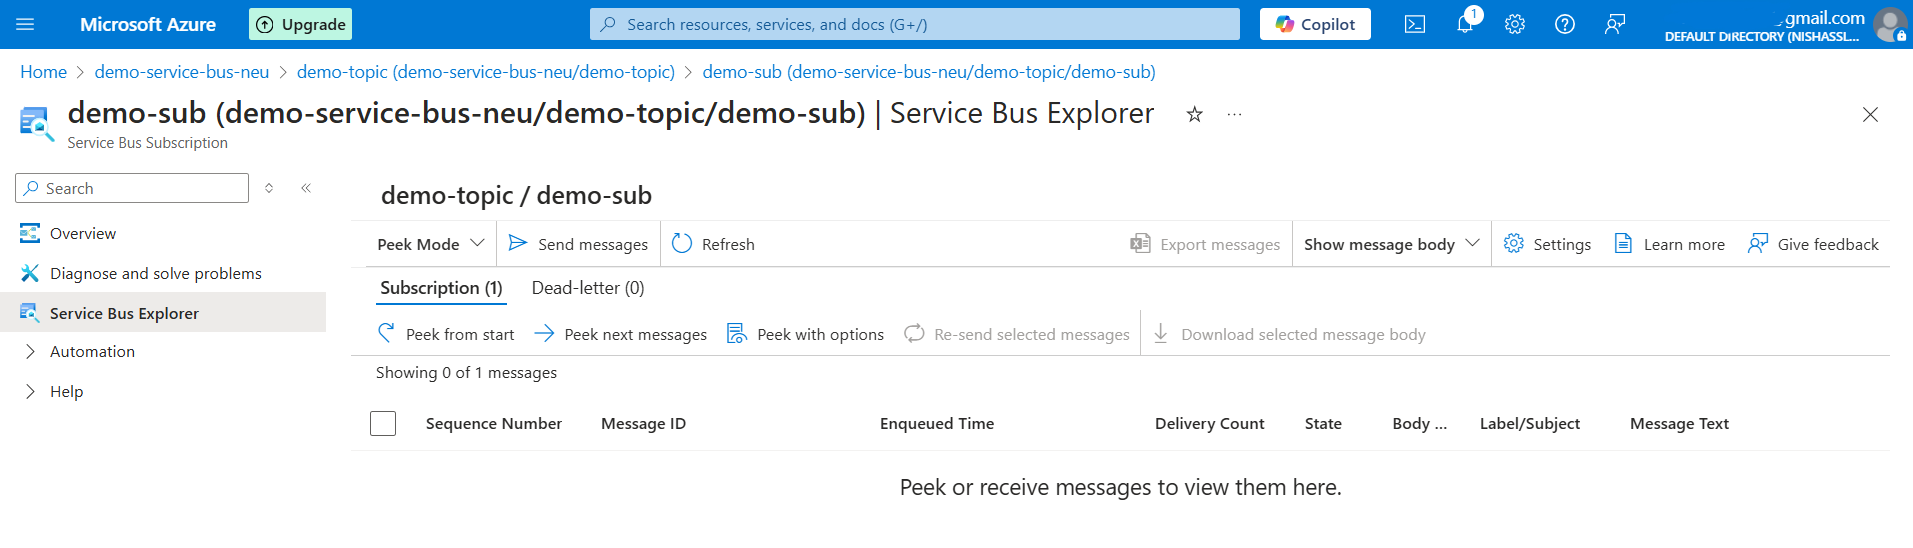 Microsoft Azure
Upgrade
Search resources, services, and docs (G+/)
Copilot
1
gmail.com
DEFAULT DIRECTORY (NISHASSL...
Home > demo-service-bus-neu > demo-topic (demo-service-bus-neu/demo-topic) > demo-sub (demo-service-bus-neu/demo-topic/demo-sub)
demo-sub (demo-service-bus-neu/demo-topic/demo-sub) | Service Bus Explorer
Service Bus Subscription
Search
Overview
Diagnose and solve problems
Service Bus Explorer
Automation
Help
demo-topic / demo-sub
Peek Mode
Send messages
Refresh
Export messages
Show message body
Settings
Learn more
Give feedback
Subscription (1)
Dead-letter (0)
Peek from start
Peek next messages
Peek with options
Re-send selected messages
Download selected message body
Showing 0 of 1 messages
Sequence Number
Message ID
Enqueued Time
Delivery Count
State
Body ...
Label/Subject
Message Text
Peek or receive messages to view them here.